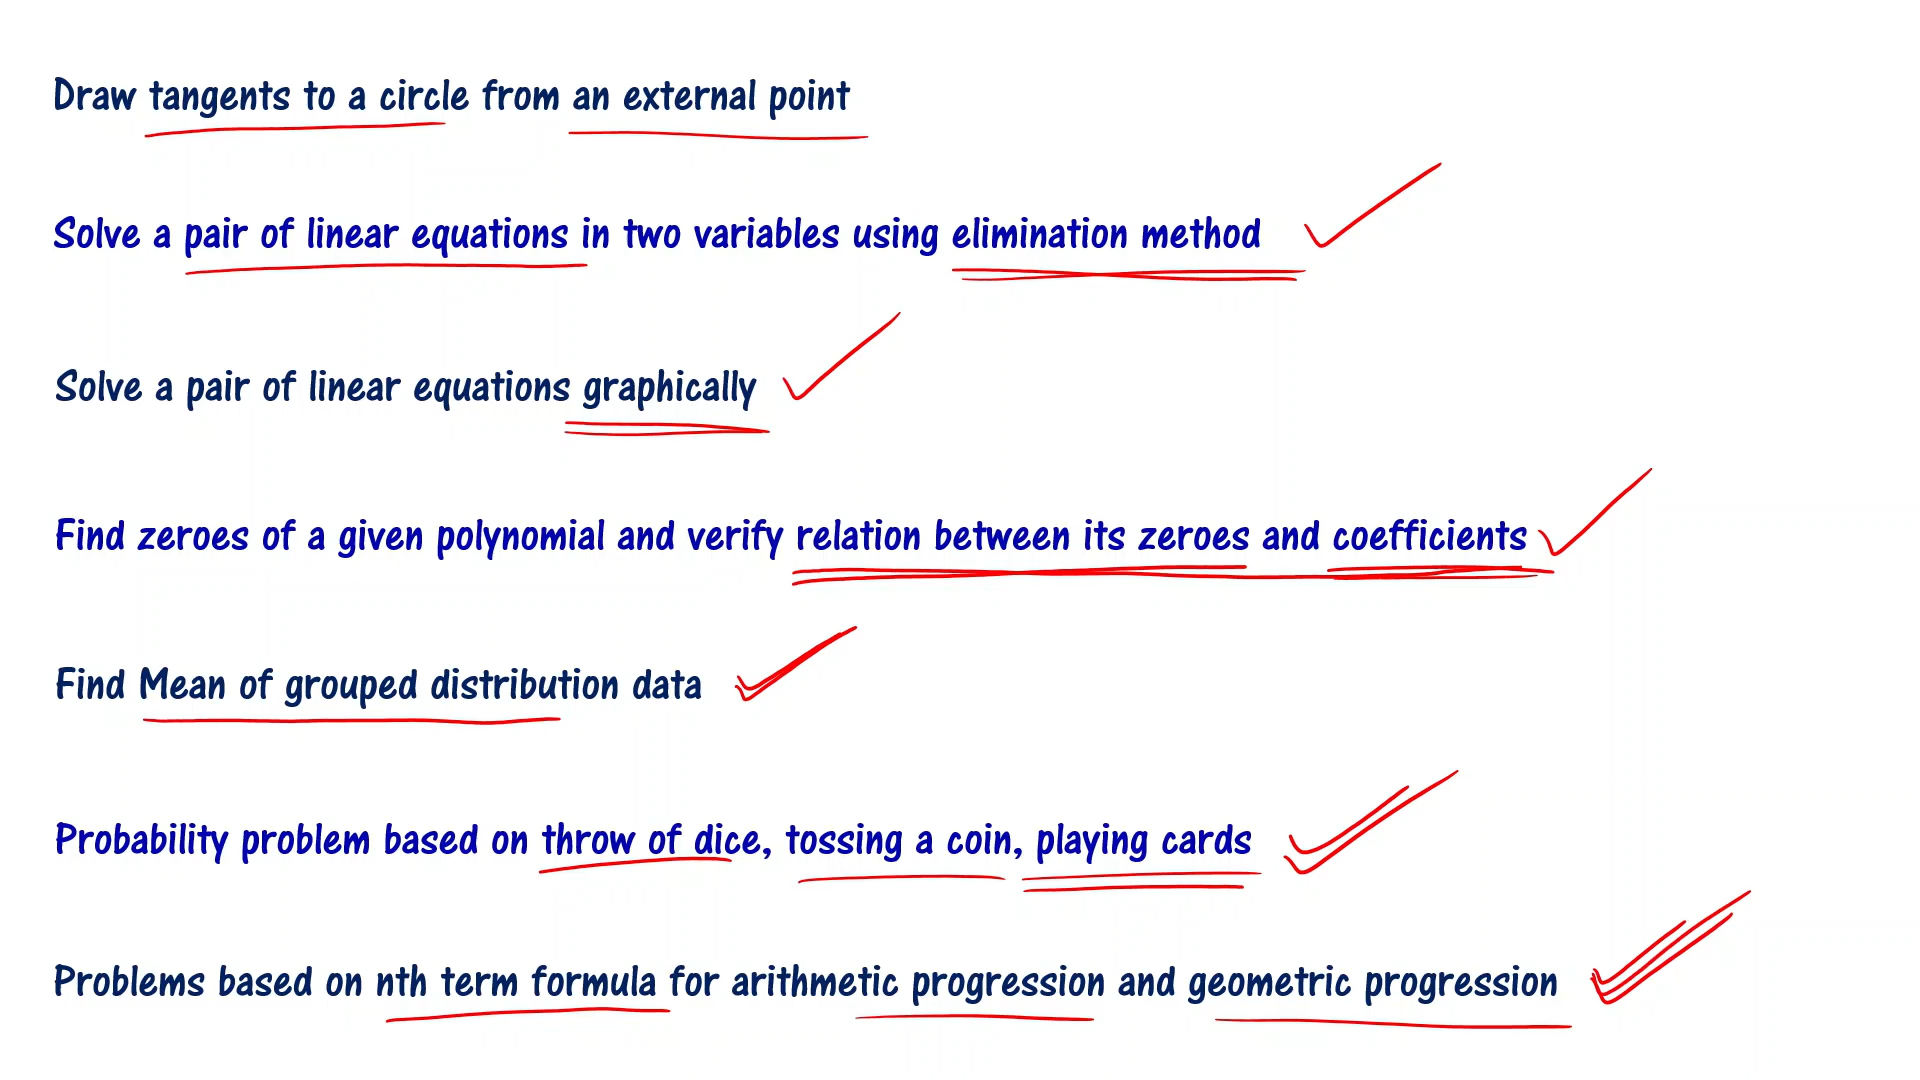 Draw tangents to a circle from an external point
Solve a pair of linear equations in two variables using elimination method
Solve a pair of linear equations graphically
Find zeroes of a given polynomial and verify relation between its zeroes and coefficients
Find Mean of grouped distribution data
Probability problem based on throw of dice, tossing a coin, playing cards
Problems based on nth term formula for arithmetic progression and geometric progression